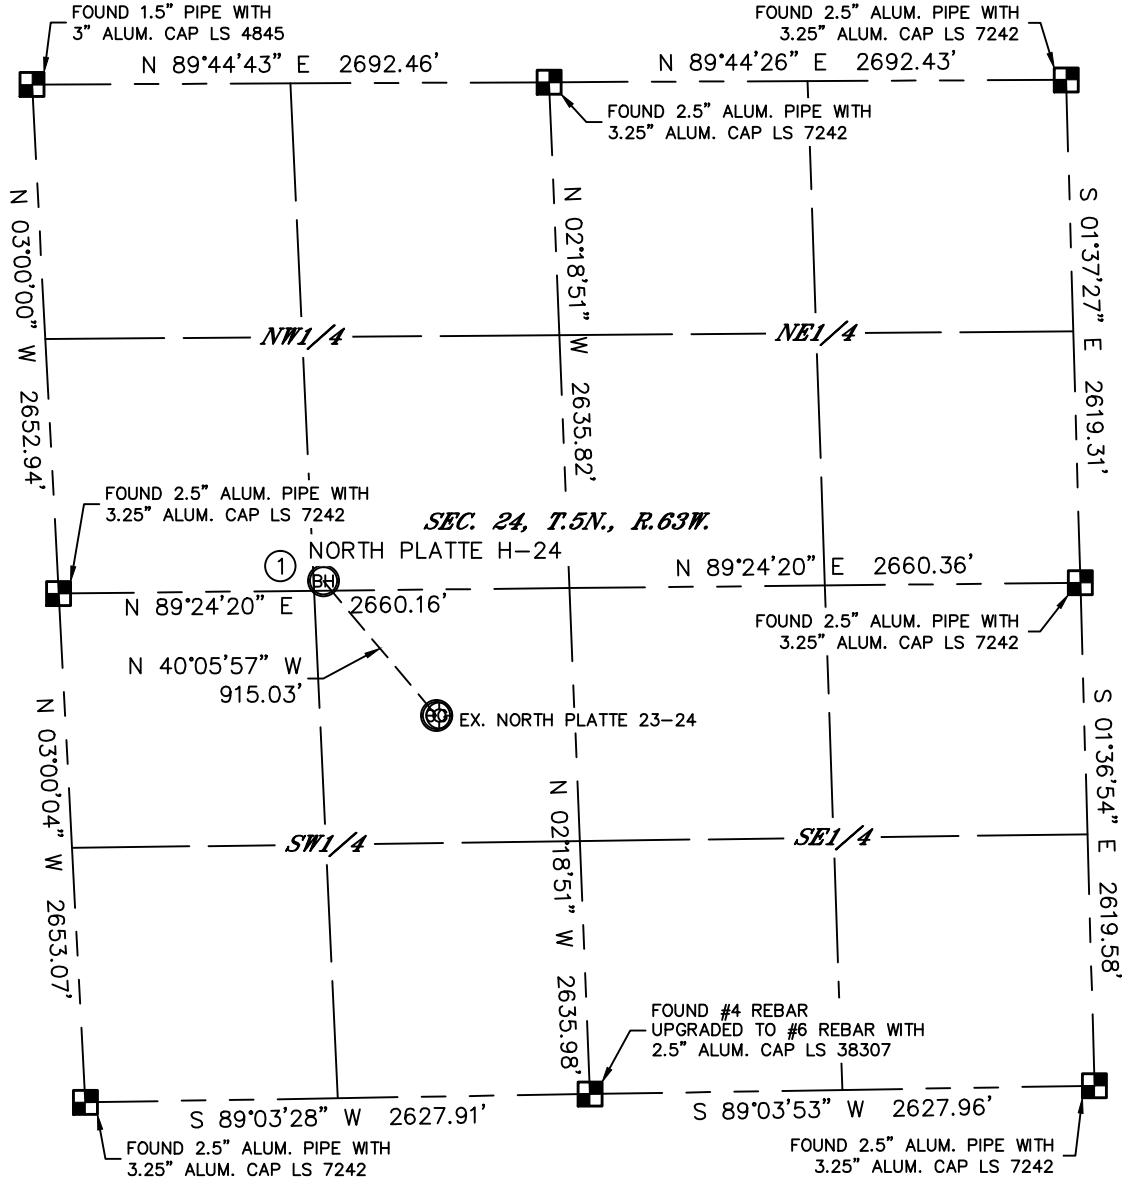 FOUND 1.5" PIPE WITH
3" ALUM. CAP LS 4845
FOUND 2.5" ALUM. PIPE WITH
3.25" ALUM. CAP LS 7242
N 89°44'43" E 2692.46'
N 89°44'26" E 2692.43'
FOUND 2.5" ALUM. PIPE WITH
3.25" ALUM. CAP LS 7242
N 03°00'00" W 2652.94'
N 02°18'51" W 2635.82'
S 01°37'27" E 2619.31'
NW1/4
NE1/4
FOUND 2.5" ALUM. PIPE WITH
3.25" ALUM. CAP LS 7242
SEC. 24, T.5N., R.63W.
1
NORTH PLATTE H-24
BH
N 89°24'20" E 2660.16'
N 89°24'20" E 2660.36'
FOUND 2.5" ALUM. PIPE WITH
3.25" ALUM. CAP LS 7242
N 40°05'57" W
915.03'
EX. NORTH PLATTE 23-24
N 03°00'04" W 2653.07'
N 02°18'51" W 2635.98'
S 01°36'54" E 2619.58'
SW1/4
SE1/4
FOUND #4 REBAR
UPGRADED TO #6 REBAR WITH
2.5" ALUM. CAP LS 38307
S 89°03'28" W 2627.91'
S 89°03'53" W 2627.96'
FOUND 2.5" ALUM. PIPE WITH
3.25" ALUM. CAP LS 7242
FOUND 2.5" ALUM. PIPE WITH
3.25" ALUM. CAP LS 7242